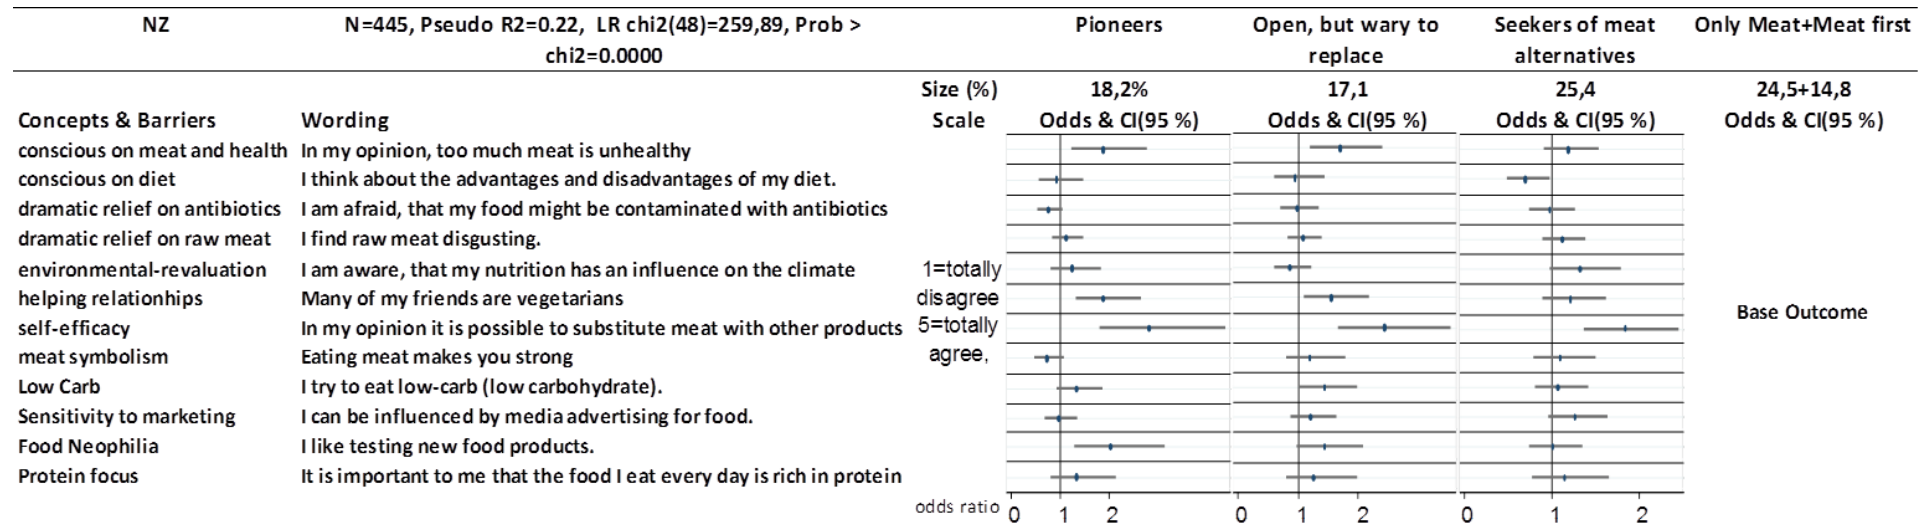 NZ N=445, Pseudo R2=0.22, LR chi2(48)=259,89, Prob > Pioneers Open, but wary to Seekers of meat Only Meat+Meat first
chi2=0.0000 replace alternatives
Size (%) 18,2% 17,1 25,4 24,5+14,8
Concepts & Barriers Wording Scale Odds & CI(95 %) Odds & CI(95 %) Odds & CI(95 %) Odds & CI(95 %)
conscious on meat and health In my opinion, too much meat is unhealthy
conscious on diet I think about the advantages and disadvantages of my diet.
dramatic relief on antibiotics I am afraid, that my food might be contaminated with antibiotics
dramatic relief on raw meat I find raw meat disgusting.
environmental-revaluation I am aware, that my nutrition has an influence on the climate 1=totally
helping relationships Many of my friends are vegetarians disagree
Base Outcome
self-efficacy In my opinion it is possible to substitute meat with other products 5=totally
meat symbolism Eating meat makes you strong agree,
Low Carb I try to eat low-carb (low carbohydrate).
Sensitivity to marketing I can be influenced by media advertising for food.
Food Neophilia I like testing new food products.
Protein focus It is important to me that the food I eat every day is rich in protein
odds ratio 0 1 2 0 1 2 0 1 2